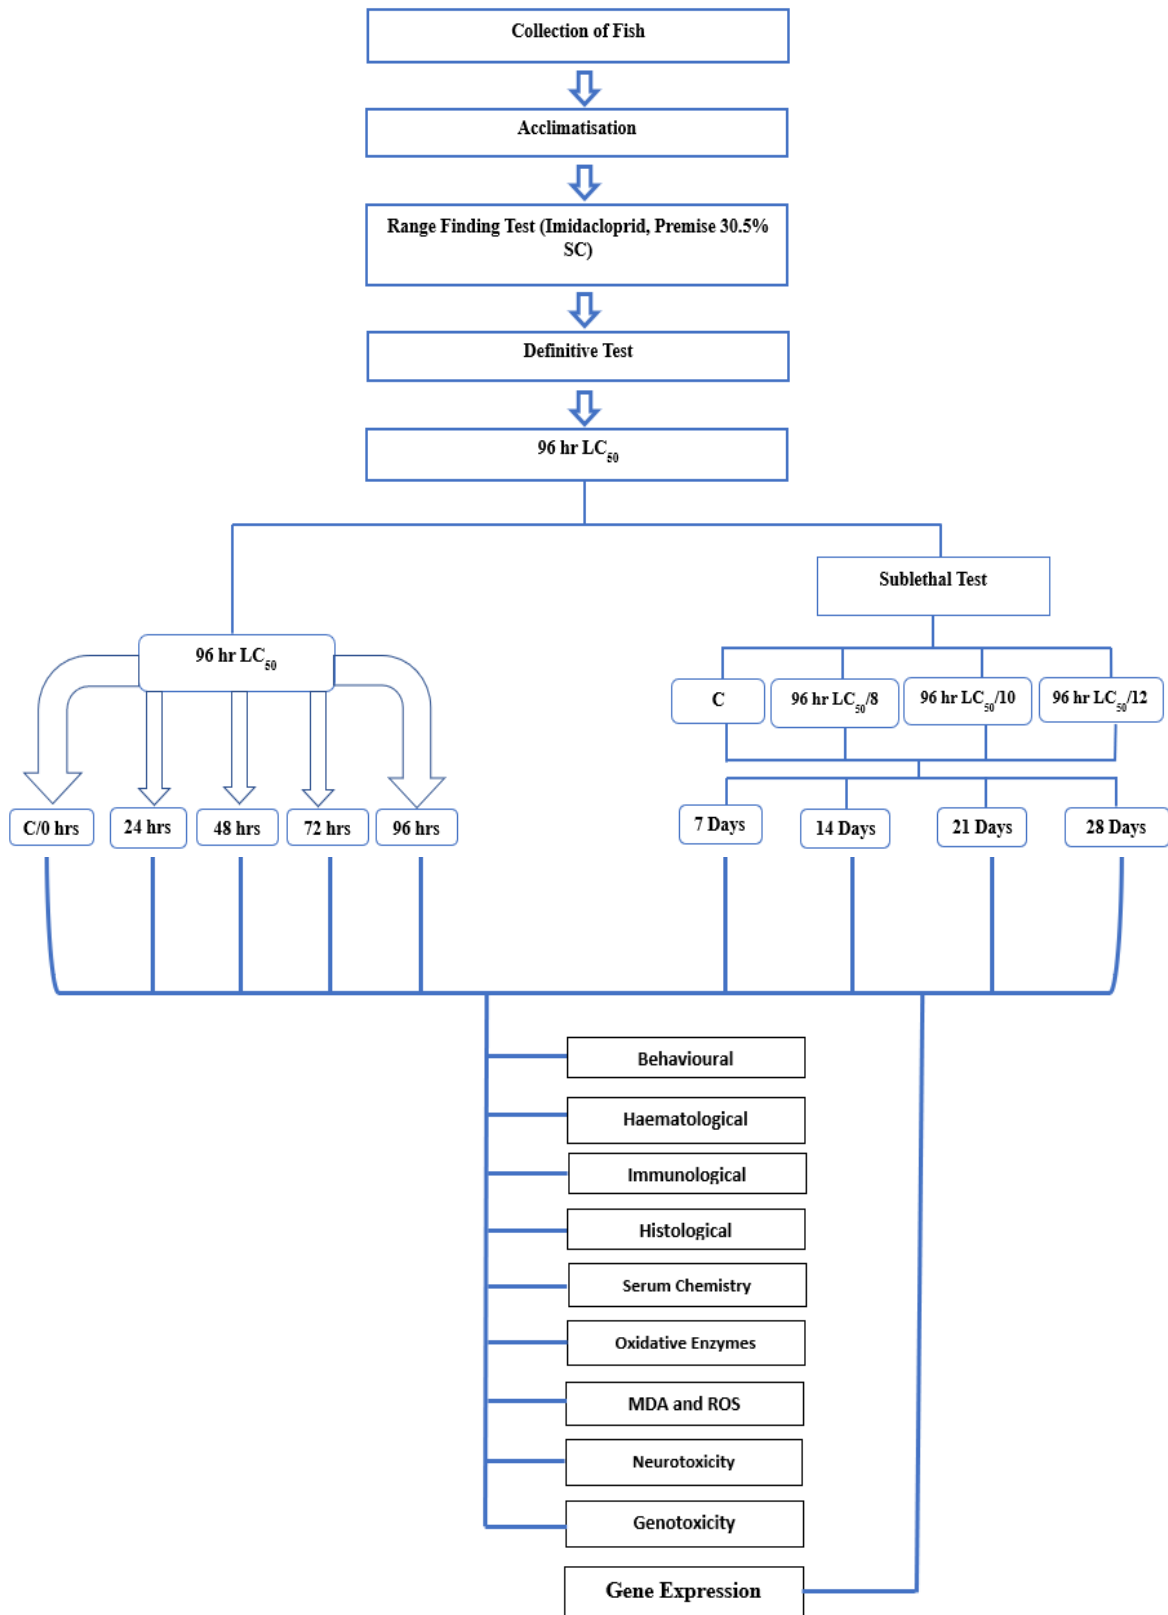 Collection of Fish
Acclimatisation
Range Finding Test (Imidacloprid, Premise 30.5%
SC)
Definitive Test
96 hr LC₅₀
Sublethal Test
96 hr LC₅₀
C
96 hr LC₅₀/8
96 hr LC₅₀/10
96 hr LC₅₀/12
C/0 hrs
24 hrs
48 hrs
72 hrs
96 hrs
7 Days
14 Days
21 Days
28 Days
Behavioural
Haematological
Immunological
Histological
Serum Chemistry
Oxidative Enzymes
MDA and ROS
Neurotoxicity
Genotoxicity
Gene Expression